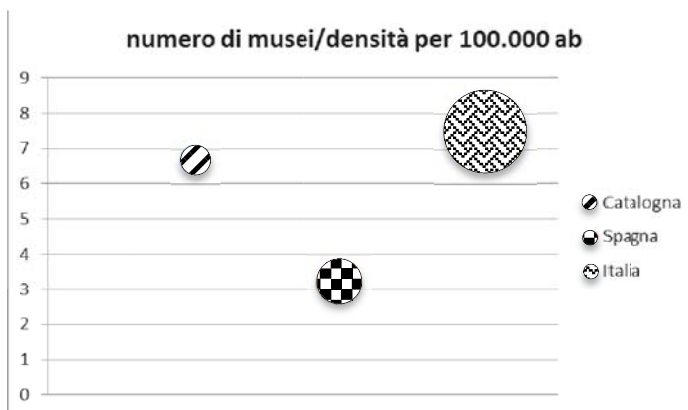 numero di musei/densità per 100.000 ab
9
8
7
6
5
4
3
2
1
0
Catalogna
Spagna
Italia